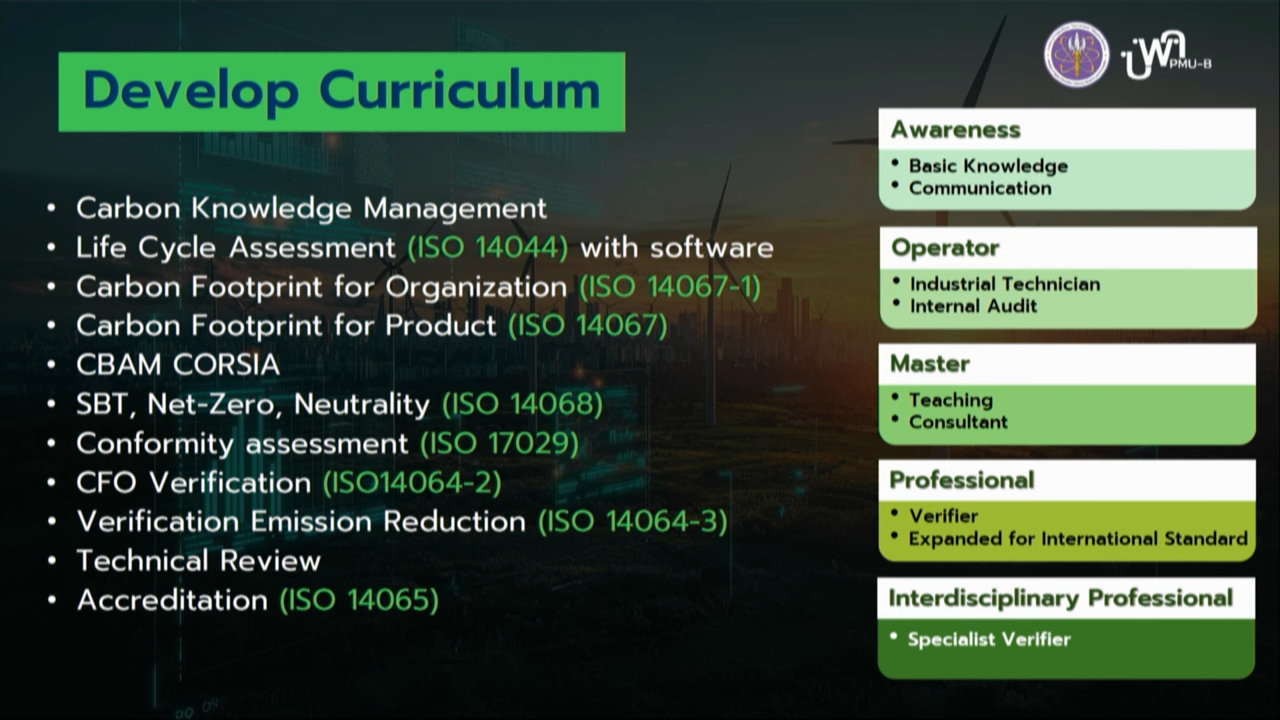 Develop Curriculum
• Carbon Knowledge Management
• Life Cycle Assessment (ISO 14044) with software
• Carbon Footprint for Organization (ISO 14067-1)
• Carbon Footprint for Product (ISO 14067)
• CBAM CORSIA
• SBT, Net-Zero, Neutrality (ISO 14068)
• Conformity assessment (ISO 17029)
• CFO Verification (ISO14064-2)
• Verification Emission Reduction (ISO 14064-3)
• Technical Review
• Accreditation (ISO 14065)
PMU-B
Awareness
• Basic Knowledge
• Communication
Operator
• Industrial Technician
• Internal Audit
Master
• Teaching
• Consultant
Professional
• Verifier
• Expanded for International Standard
Interdisciplinary Professional
• Specialist Verifier